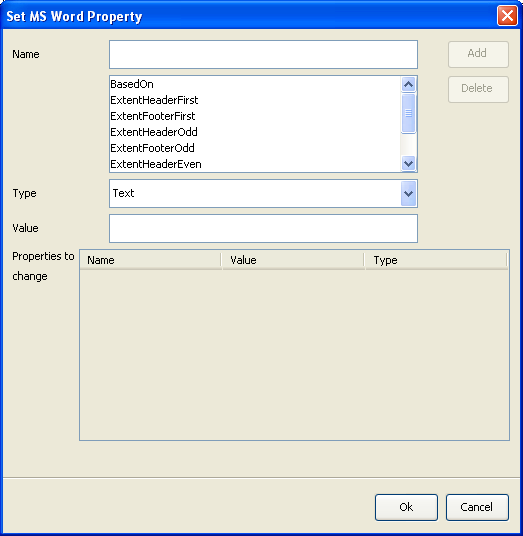 Set MS Word Property
Name
Add
BasedOn
Delete
ExtentHeaderFirst
ExtentFooterFirst
ExtentHeaderOdd
ExtentFooterOdd
ExtentHeaderEven
Type
Text
Value
Properties to
change
Name Value Type
Ok Cancel